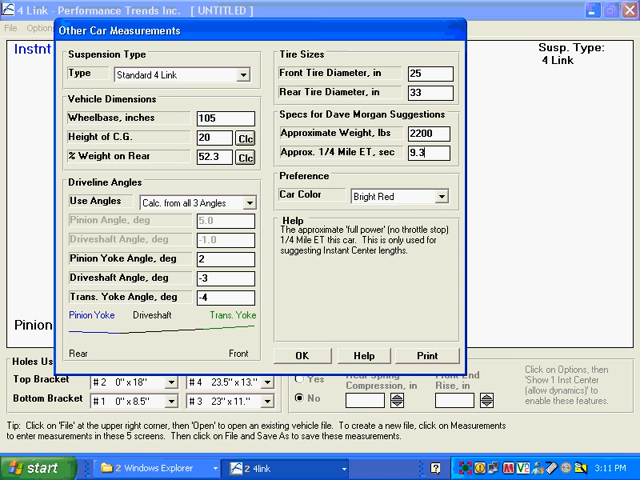 4 Link - Performance Trends Inc. [ UNTITLED ]
File Options
Other Car Measurements
Instnt
Susp. Type:
4 Link
Suspension Type
Type Standard 4 Link
Vehicle Dimensions
Wheelbase, inches 105
Height of C.G. 20 Clc
% Weight on Rear 52.3 Clc
Driveline Angles
Use Angles Calc. from all 3 Angles
Pinion Angle, deg 5.0
Driveshaft Angle, deg -1.0
Pinion Yoke Angle, deg 2
Driveshaft Angle, deg -3
Trans. Yoke Angle, deg -4
Pinion Yoke Driveshaft Trans. Yoke
Rear Front
Tire Sizes
Front Tire Diameter, in 25
Rear Tire Diameter, in 33
Specs for Dave Morgan Suggestions
Approximate Weight, lbs 2200
Approx. 1/4 Mile ET, sec 9.3
Preference
Car Color Bright Red
Help
The approximate 'full power' (no throttle stop)
1/4 Mile ET this car. This is only used for
suggesting Instant Center lengths.
OK Help Print
Pinion
Holes Us
Top Bracket # 2 0" x 18" # 4 23.5" x 13."
Bottom Bracket # 1 0" x 8.5" # 3 23" x 11."
Yes
No
Rear Spring
Compression, in
Front End
Rise, in
Click on Options, then
'Show 1 Inst Center
(allow dynamics)' to
enable these features.
Tip: Click on 'File' at the upper right corner, then 'Open' to open an existing vehicle file. To create a new file, click on Measurements
to enter measurements in these 5 screens. Then click on File and Save As to save these measurements.
start 2 Windows Explorer 2 4link 3:11 PM